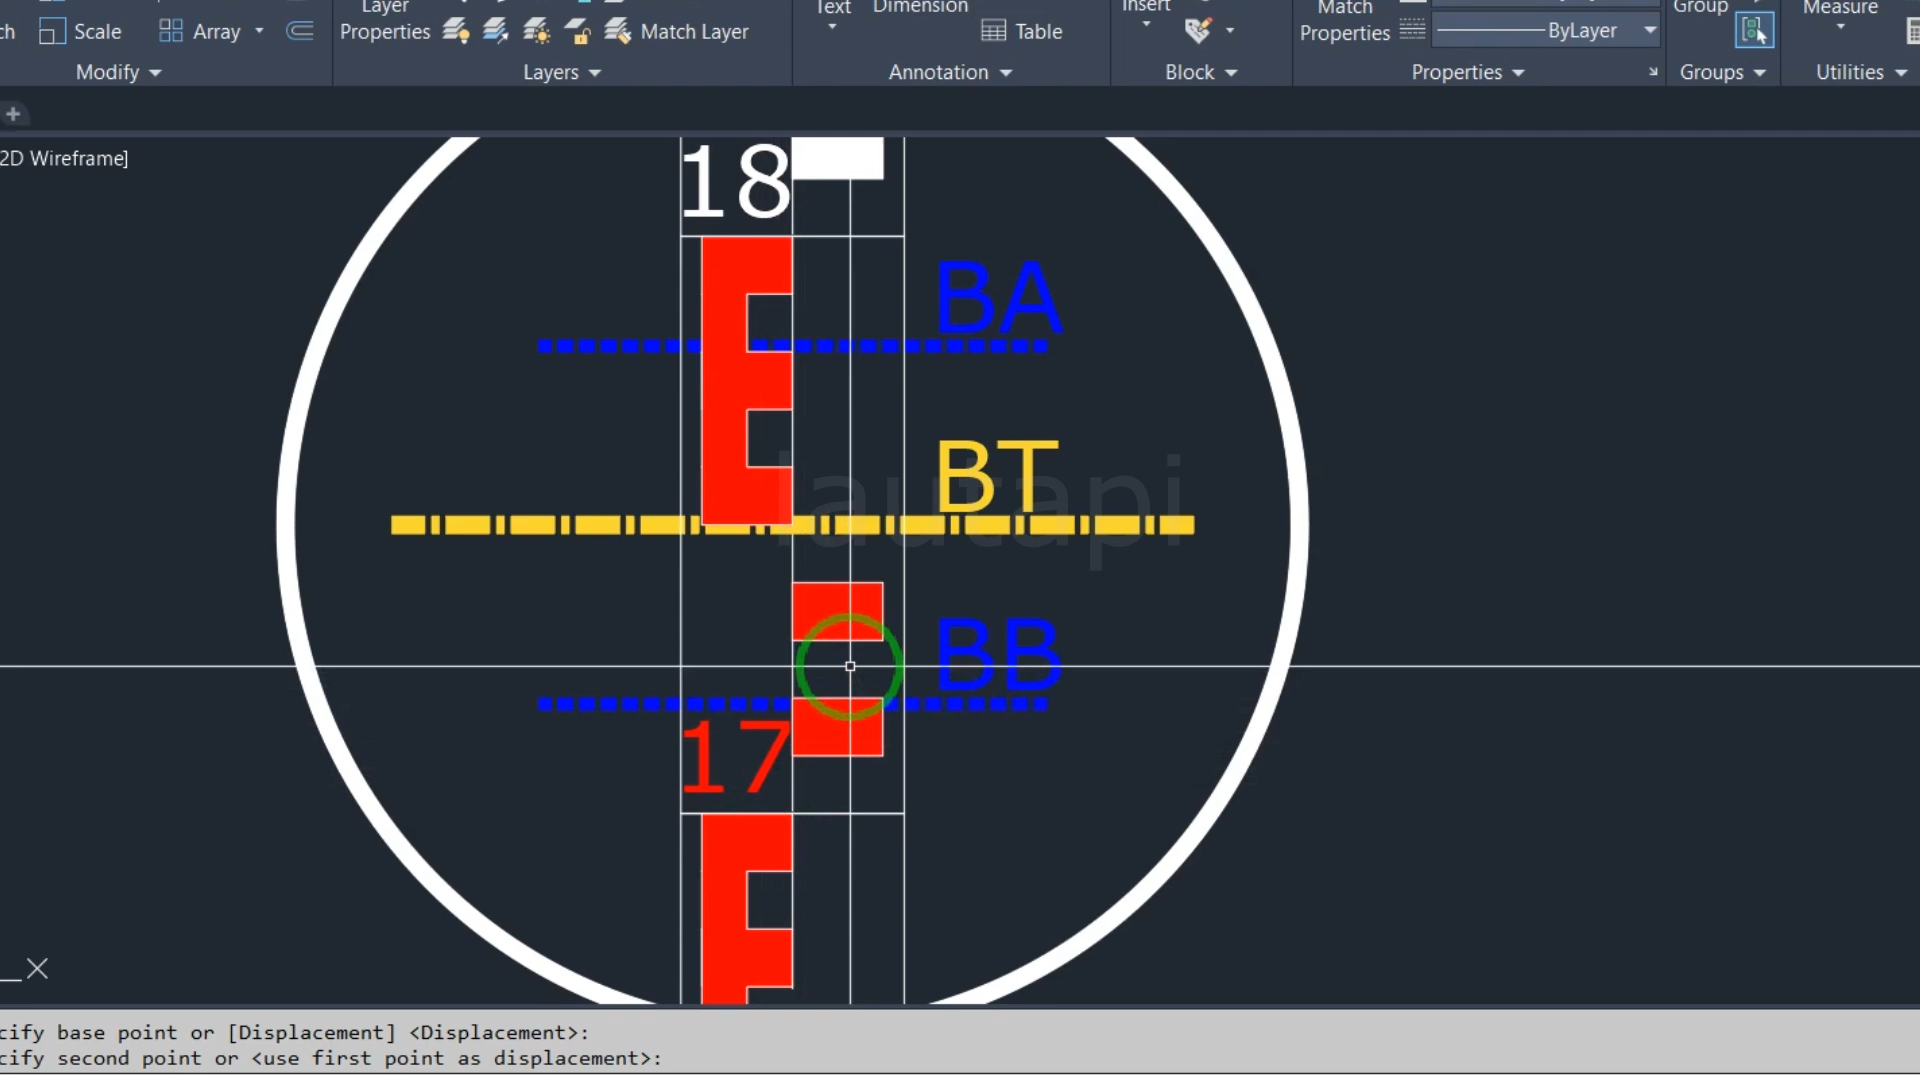 Layer
Text
Dimension
Insert
Match
Group
Measure
ch
Scale
Array
Properties
Match Layer
Table
Properties
ByLayer
Modify
Layers
Annotation
Block
Properties
Groups
Utilities
2D Wireframe]
18
BA
BT
lautapi
BB
17
cify base point or [Displacement] <Displacement>:
cify second point or <use first point as displacement>: